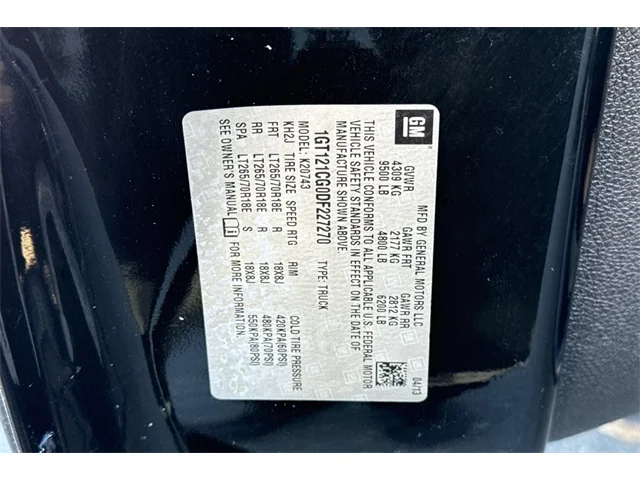 GM
MFD BY GENERAL MOTORS LLC
04/13
GVWR GAWR FRT GAWR RR
4309 KG 2177 KG 2812 KG
9500 LB 4800 LB 6200 LB
THIS VEHICLE CONFORMS TO ALL APPLICABLE U.S. FEDERAL MOTOR
VEHICLE SAFETY STANDARDS IN EFFECT ON THE DATE OF
MANUFACTURE SHOWN ABOVE.
1GT121CG0DF227270
TYPE: TRUCK
MODEL: K20743
KH2J TIRE SIZE SPEED RTG RIM COLD TIRE PRESSURE
FRT LT265/70R18E R 18X8J 420KPA(60PSI)
RR LT265/70R18E R 18X8J 480KPA(70PSI)
SPA LT265/70R18E S 18X8J 550KPA(80PSI)
SEE OWNER'S MANUAL FOR MORE INFORMATION.